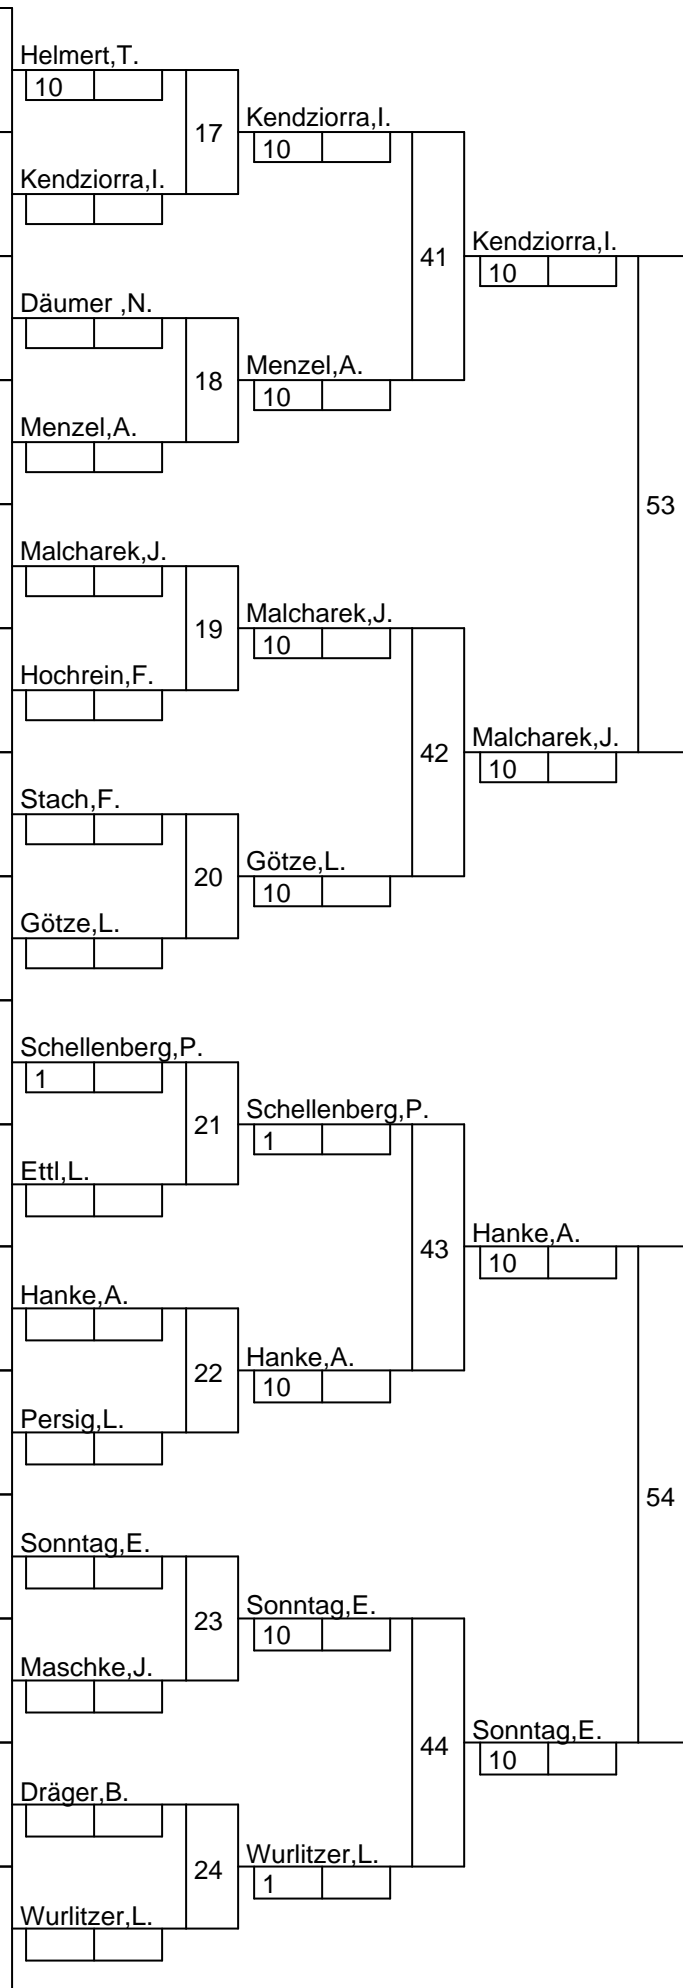 Helmert,T.
10
17
Kendziorra,I.
10
Kendziorra,I.
41
Kendziorra,I.
10
Däumer ,N.
18
Menzel,A.
10
Menzel,A.
53
Malcharek,J.
19
Malcharek,J.
10
Hochrein,F.
42
Malcharek,J.
10
Stach,F.
20
Götze,L.
10
Götze,L.
Schellenberg,P.
1
21
Schellenberg,P.
1
Ettl,L.
43
Hanke,A.
10
Hanke,A.
22
Hanke,A.
10
Persig,L.
54
Sonntag,E.
23
Sonntag,E.
10
Maschke,J.
44
Sonntag,E.
10
Dräger,B.
24
Wurlitzer,L.
1
Wurlitzer,L.